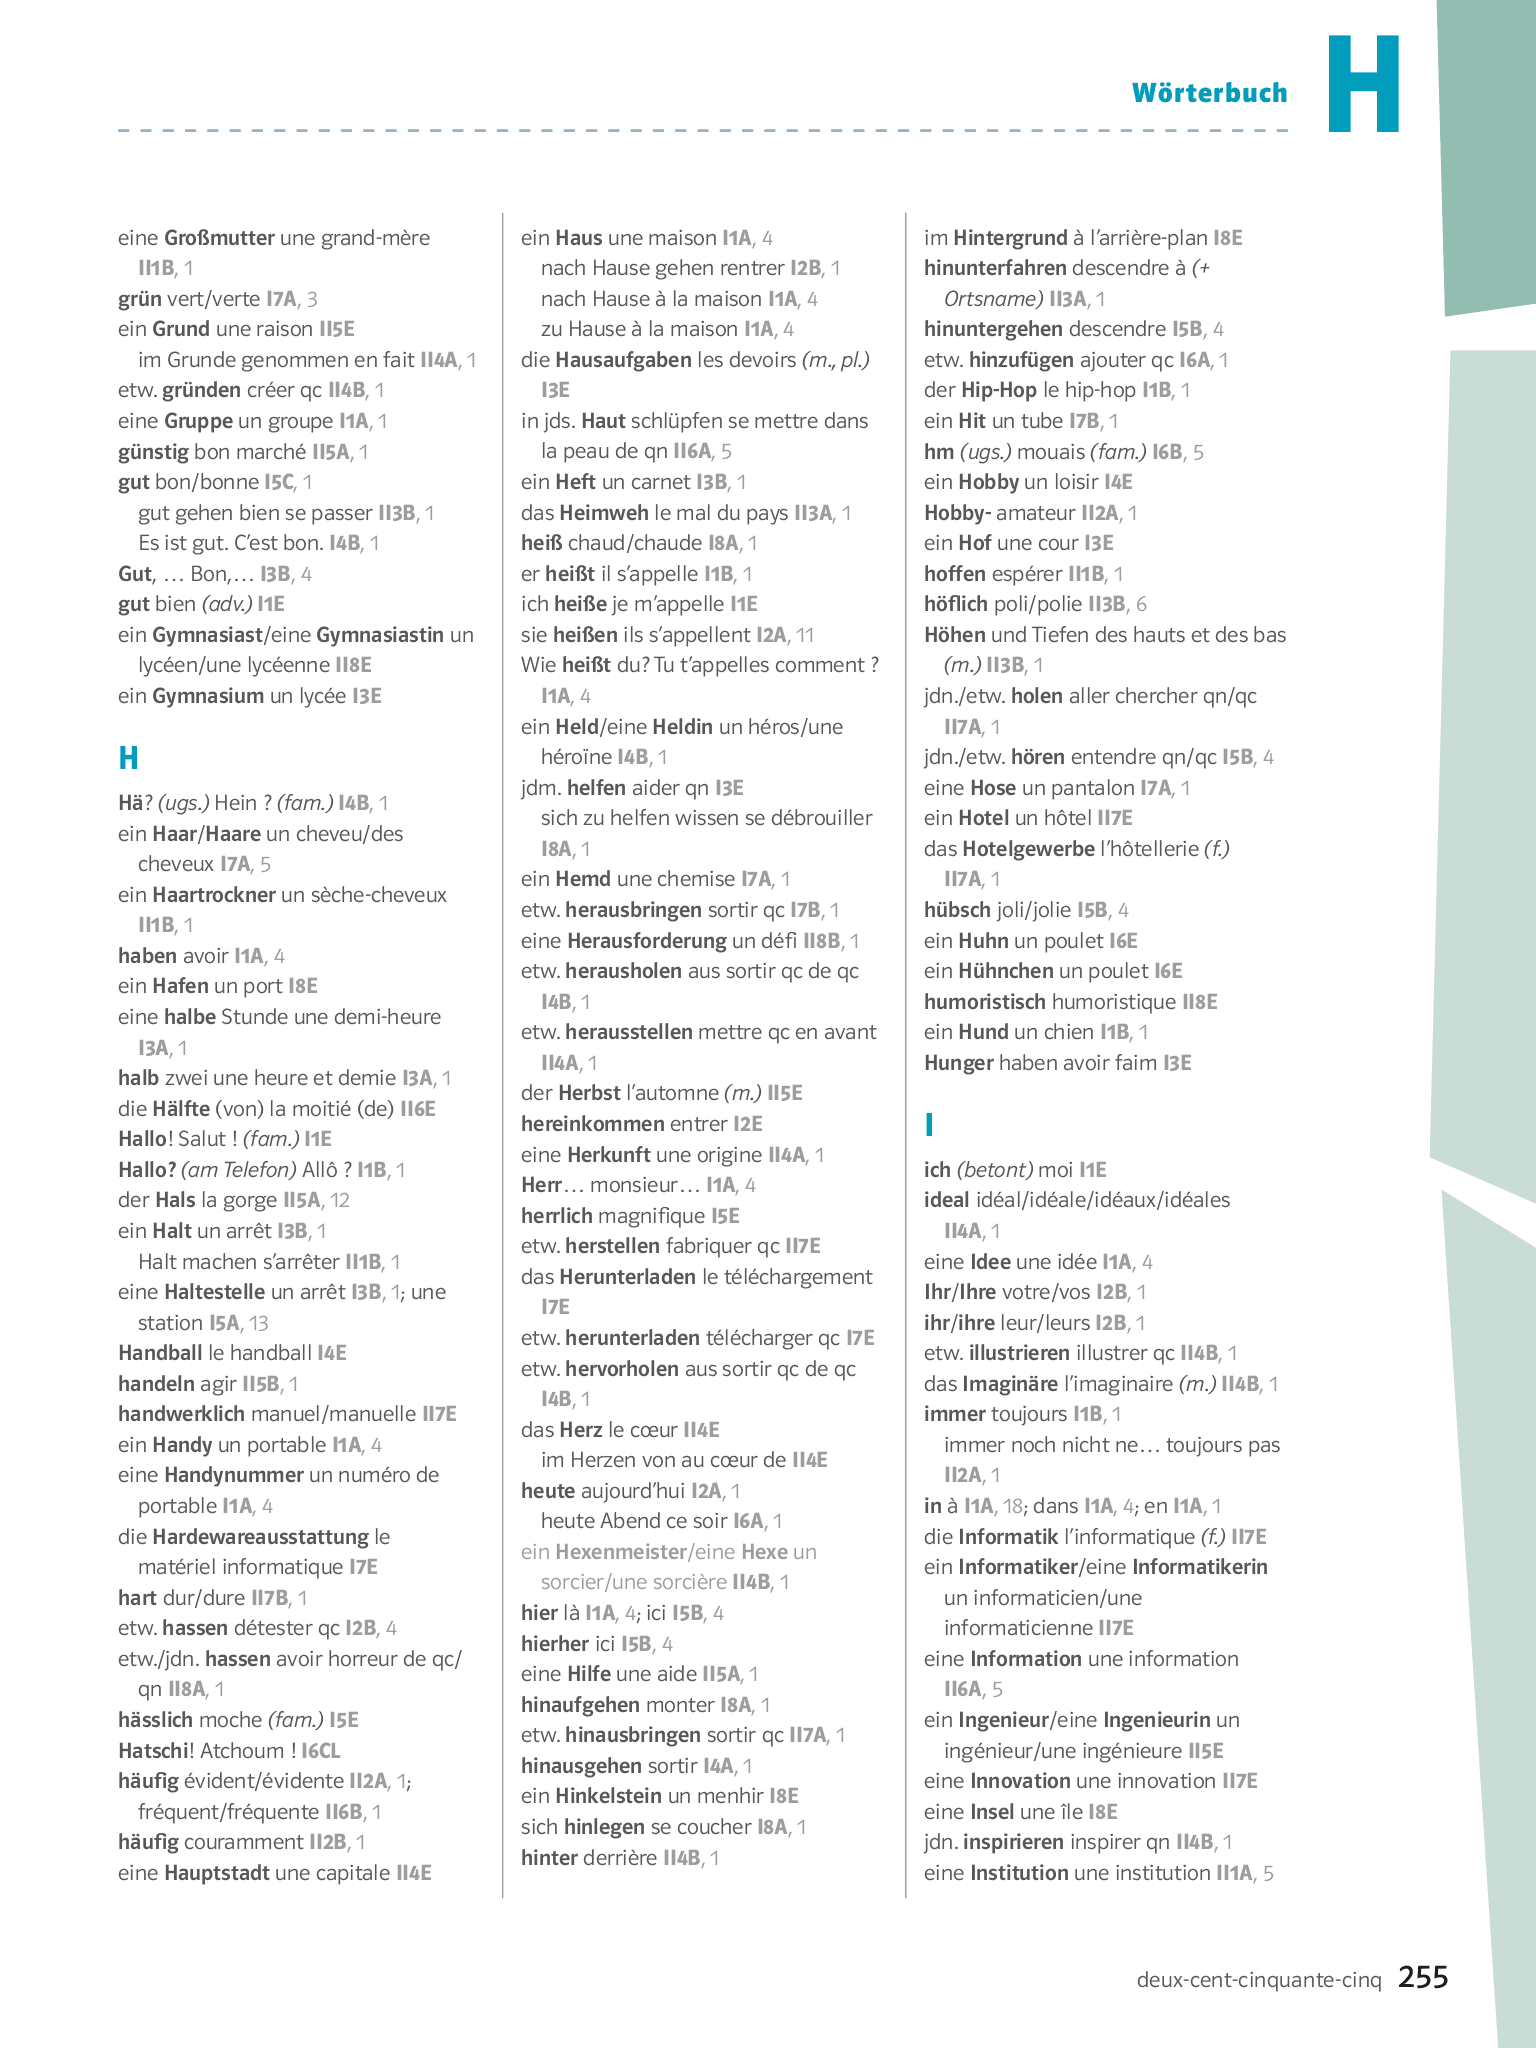 Wörterbuch H
eine Großmutter une grand-mère
II1B, 1
grün vert/verte I7A, 3
ein Grund une raison II5E
im Grunde genommen en fait II4A, 1
etw. gründen créer qc II4B, 1
eine Gruppe un groupe I1A, 1
günstig bon marché II5A, 1
gut bon/bonne I5C, 1
gut gehen bien se passer II3B, 1
Es ist gut. C’est bon. I4B, 1
Gut, … Bon,… I3B, 4
gut bien (adv.) I1E
ein Gymnasiast/eine Gymnasiastin un
lycéen/une lycéenne II8E
ein Gymnasium un lycée I3E
H
Hä? (ugs.) Hein ? (fam.) I4B, 1
ein Haar/Haare un cheveu/des
cheveux I7A, 5
ein Haartrockner un sèche-cheveux
II1B, 1
haben avoir I1A, 4
ein Hafen un port I8E
eine halbe Stunde une demi-heure
I3A, 1
halb zwei une heure et demie I3A, 1
die Hälfte (von) la moitié (de) II6E
Hallo! Salut ! (fam.) I1E
Hallo? (am Telefon) Allô ? I1B, 1
der Hals la gorge II5A, 12
ein Halt un arrêt I3B, 1
Halt machen s’arrêter II1B, 1
eine Haltestelle un arrêt I3B, 1; une
station I5A, 13
Handball le handball I4E
handeln agir II5B, 1
handwerklich manuel/manuelle II7E
ein Handy un portable I1A, 4
eine Handynummer un numéro de
portable I1A, 4
die Hardewareausstattung le
matériel informatique I7E
hart dur/dure II7B, 1
etw. hassen détester qc I2B, 4
etw./jdn. hassen avoir horreur de qc/
qn II8A, 1
hässlich moche (fam.) I5E
Hatschi! Atchoum ! I6CL
häufig évident/évidente II2A, 1;
fréquent/fréquente II6B, 1
häufig couramment II2B, 1
eine Hauptstadt une capitale II4E
ein Haus une maison I1A, 4
nach Hause gehen rentrer I2B, 1
nach Hause à la maison I1A, 4
zu Hause à la maison I1A, 4
die Hausaufgaben les devoirs (m., pl.)
I3E
in jds. Haut schlüpfen se mettre dans
la peau de qn II6A, 5
ein Heft un carnet I3B, 1
das Heimweh le mal du pays II3A, 1
heiß chaud/chaude I8A, 1
er heißt il s’appelle I1B, 1
ich heiße je m’appelle I1E
sie heißen ils s’appellent I2A, 11
Wie heißt du? Tu t’appelles comment ?
I1A, 4
ein Held/eine Heldin un héros/une
héroïne I4B, 1
jdm. helfen aider qn I3E
sich zu helfen wissen se débrouiller
I8A, 1
ein Hemd une chemise I7A, 1
etw. herausbringen sortir qc I7B, 1
eine Herausforderung un défi II8B, 1
etw. herausholen aus sortir qc de qc
I4B, 1
etw. herausstellen mettre qc en avant
II4A, 1
der Herbst l’automne (m.) II5E
hereinkommen entrer I2E
eine Herkunft une origine II4A, 1
Herr… monsieur… I1A, 4
herrlich magnifique I5E
etw. herstellen fabriquer qc II7E
das Herunterladen le téléchargement
I7E
etw. herunterladen télécharger qc I7E
etw. hervorholen aus sortir qc de qc
I4B, 1
das Herz le cœur II4E
im Herzen von au cœur de II4E
heute aujourd’hui I2A, 1
heute Abend ce soir I6A, 1
ein Hexenmeister/eine Hexe un
sorcier/une sorcière II4B, 1
hier là I1A, 4; ici I5B, 4
hierher ici I5B, 4
eine Hilfe une aide II5A, 1
hinaufgehen monter I8A, 1
etw. hinausbringen sortir qc II7A, 1
hinausgehen sortir I4A, 1
ein Hinkelstein un menhir I8E
sich hinlegen se coucher I8A, 1
hinter derrière II4B, 1
im Hintergrund à l’arrière-plan I8E
hinunterfahren descendre à (+
Ortsname) II3A, 1
hinuntergehen descendre I5B, 4
etw. hinzufügen ajouter qc I6A, 1
der Hip-Hop le hip-hop I1B, 1
ein Hit un tube I7B, 1
hm (ugs.) mouais (fam.) I6B, 5
ein Hobby un loisir I4E
Hobby- amateur II2A, 1
ein Hof une cour I3E
hoffen espérer II1B, 1
höflich poli/polie II3B, 6
Höhen und Tiefen des hauts et des bas
(m.) II3B, 1
jdn./etw. holen aller chercher qn/qc
II7A, 1
jdn./etw. hören entendre qn/qc I5B, 4
eine Hose un pantalon I7A, 1
ein Hotel un hôtel II7E
das Hotelgewerbe l’hôtellerie (f.)
II7A, 1
hübsch joli/jolie I5B, 4
ein Huhn un poulet I6E
ein Hühnchen un poulet I6E
humoristisch humoristique II8E
ein Hund un chien I1B, 1
Hunger haben avoir faim I3E
I
ich (betont) moi I1E
ideal idéal/idéale/idéaux/idéales
II4A, 1
eine Idee une idée I1A, 4
Ihr/Ihre votre/vos I2B, 1
ihr/ihre leur/leurs I2B, 1
etw. illustrieren illustrer qc II4B, 1
das Imaginäre l’imaginaire (m.) II4B, 1
immer toujours I1B, 1
immer noch nicht ne… toujours pas
II2A, 1
in à I1A, 18; dans I1A, 4; en I1A, 1
die Informatik l’informatique (f.) II7E
ein Informatiker/eine Informatikerin
un informaticien/une
informaticienne II7E
eine Information une information
II6A, 5
ein Ingenieur/eine Ingenieurin un
ingénieur/une ingénieure II5E
eine Innovation une innovation II7E
eine Insel une île I8E
jdn. inspirieren inspirer qn II4B, 1
eine Institution une institution II1A, 5
deux-cent-cinquante-cinq 255